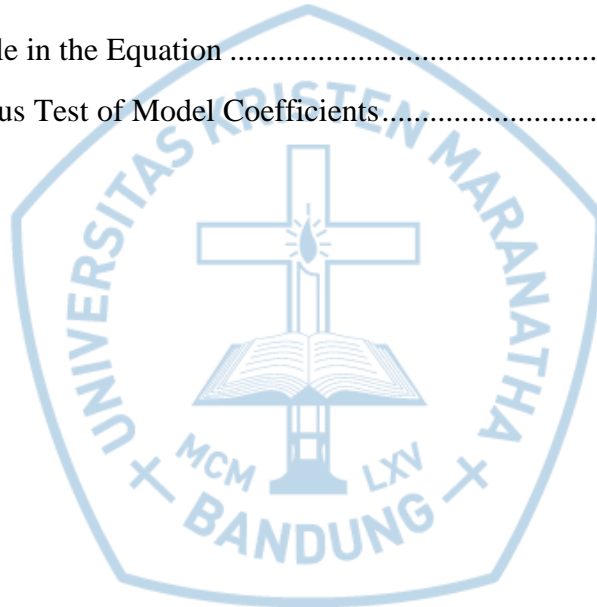 le in the Equation ..............................................
us Test of Model Coefficients...........................
UNIVERSITAS KRISTEN MARANATHA
MCM LXV
BANDUNG